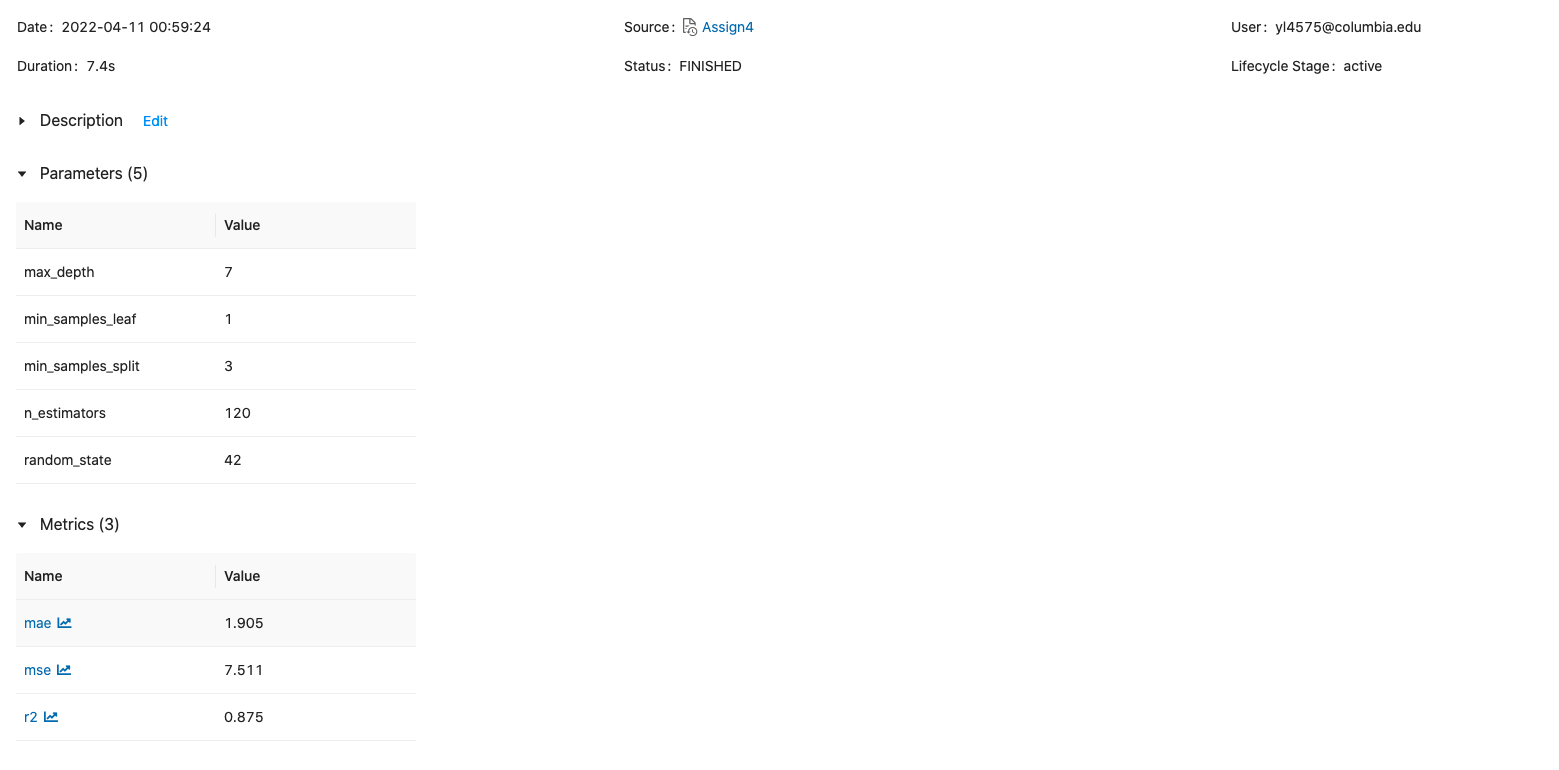 Date: 2022-04-11 00:59:24 Source: Assign4 User: yl4575@columbia.edu
Duration: 7.4s Status: FINISHED Lifecycle Stage: active
Description Edit
Parameters (5)
Name Value
max_depth 7
min_samples_leaf 1
min_samples_split 3
n_estimators 120
random_state 42
Metrics (3)
Name Value
mae 1.905
mse 7.511
r2 0.875